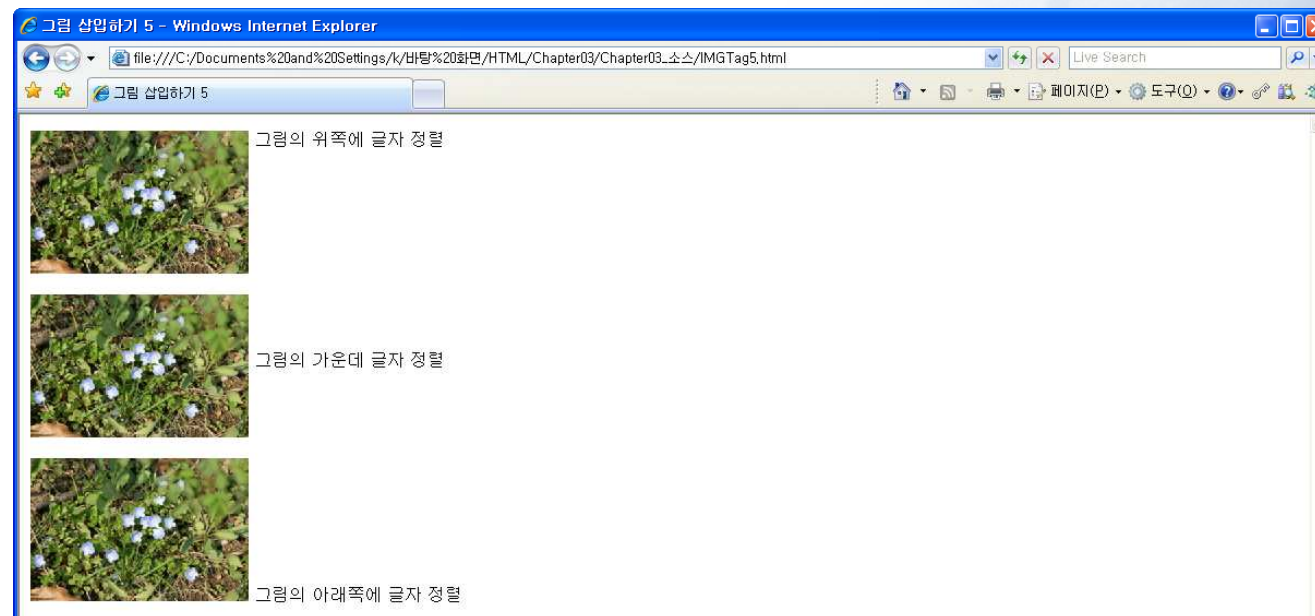 그림 삽입하기 5 - Windows Internet Explorer
file:///C:/Documents%20and%20Settings/k/바탕%20화면/HTML/Chapter03/Chapter03_소스/IMGTag5.html
Live Search
그림 삽입하기 5
페이지(P)
도구(O)
그림의 위쪽에 글자 정렬
그림의 가운데 글자 정렬
그림의 아래쪽에 글자 정렬